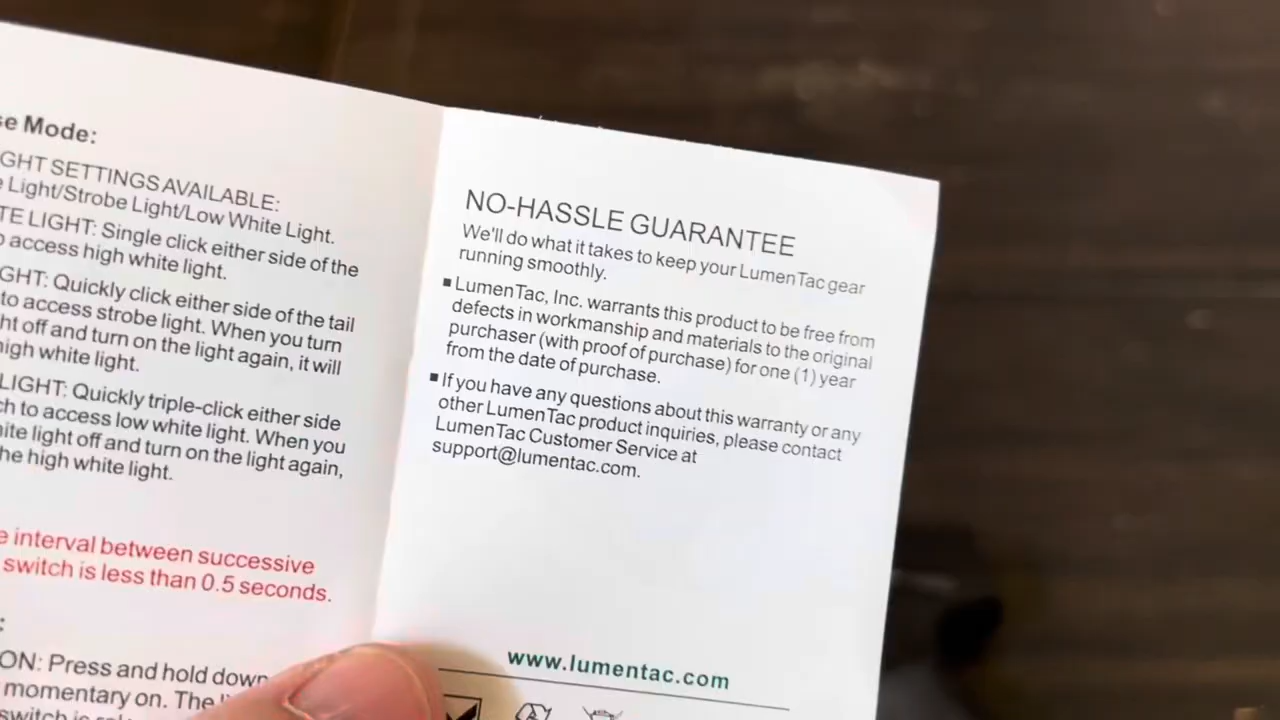 se Mode:
GHT SETTINGS AVAILABLE:
e Light/Strobe Light/Low White Light.
TE LIGHT: Single click either side of the
o access high white light.
GHT: Quickly click either side of the tail
to access strobe light. When you turn
ht off and turn on the light again, it will
high white light.
LIGHT: Quickly triple-click either side
ch to access low white light. When you
ite light off and turn on the light again,
he high white light.
e interval between successive
switch is less than 0.5 seconds.
:
ON: Press and hold down
momentary on. The
switch is
NO-HASSLE GUARANTEE
We'll do what it takes to keep your LumenTac gear
running smoothly.
▪ LumenTac, Inc. warrants this product to be free from
defects in workmanship and materials to the original
purchaser (with proof of purchase) for one (1) year
from the date of purchase.
▪ If you have any questions about this warranty or any
other LumenTac product inquiries, please contact
LumenTac Customer Service at
support@lumentac.com.
www.lumentac.com